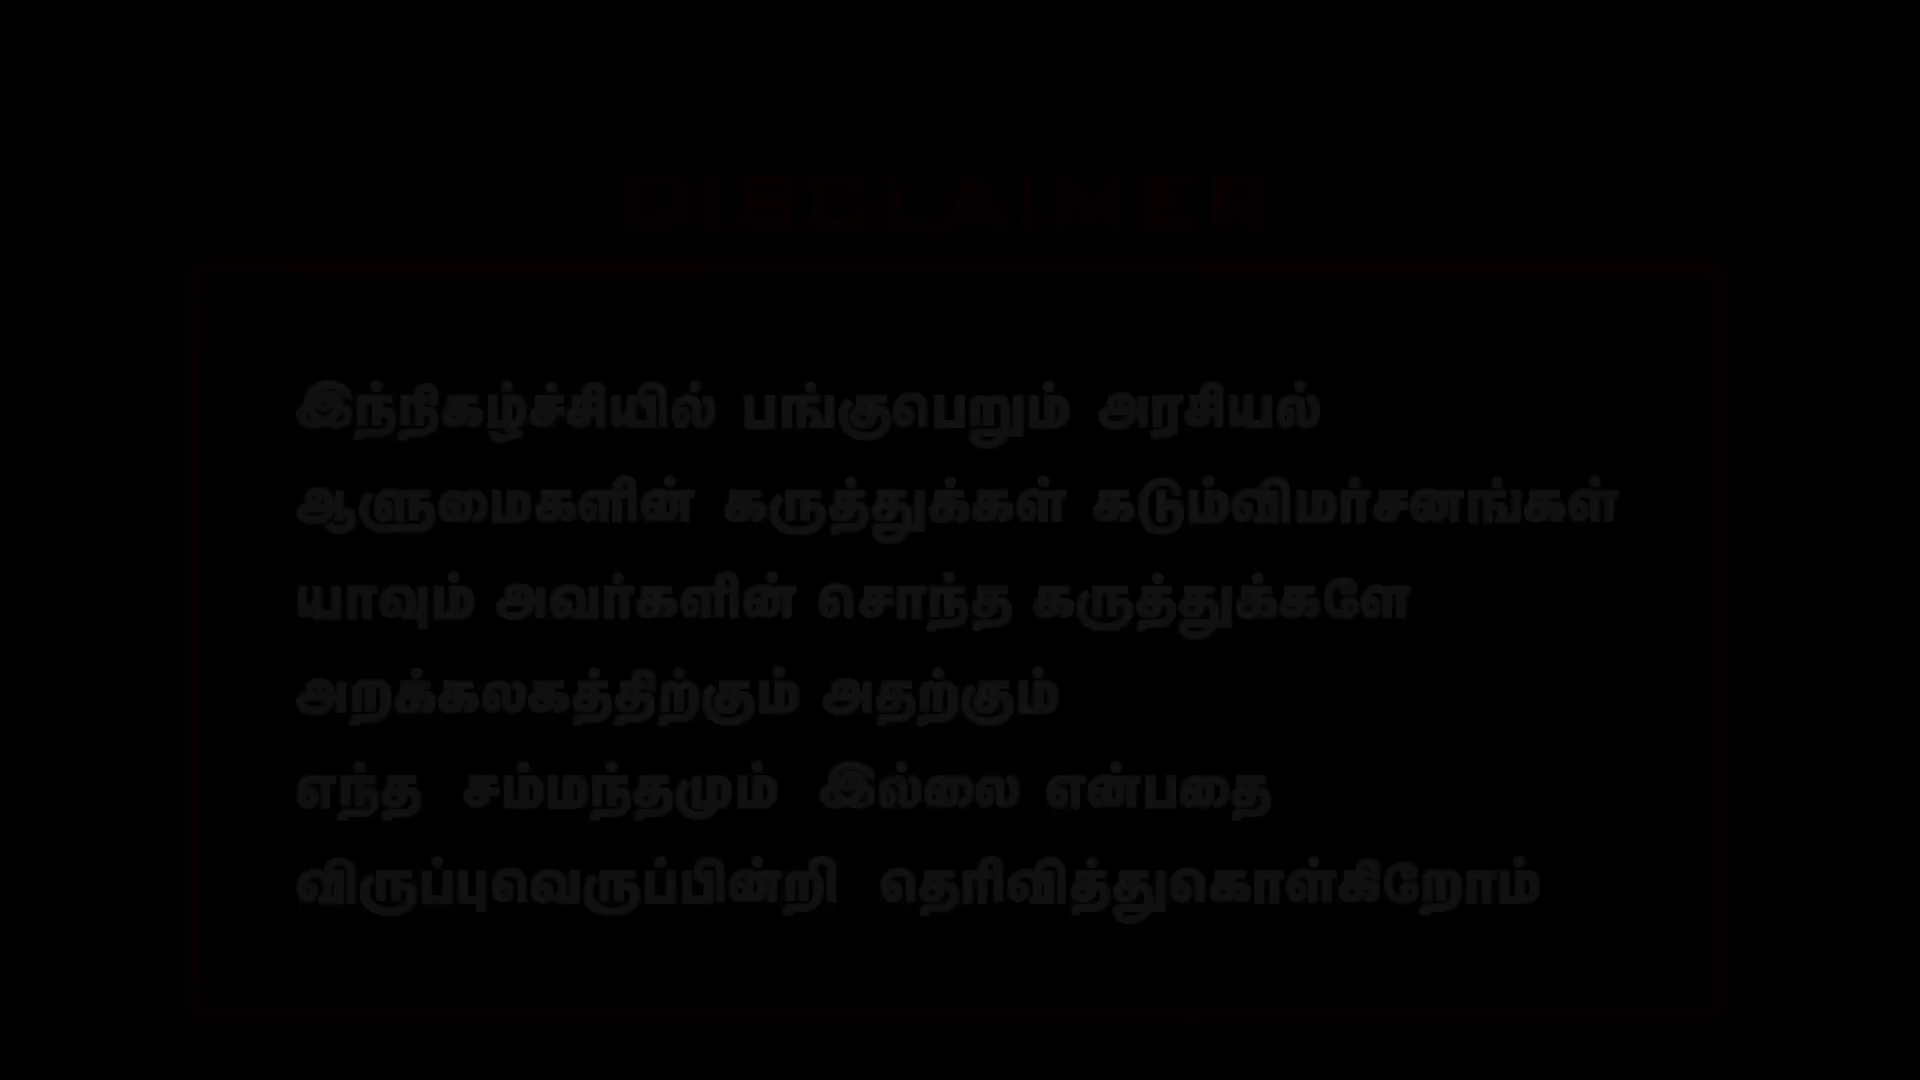 DISCLAIMER
இந்நிகழ்ச்சியில் பங்குபெறும் அரசியல்
ஆளுமைகளின் கருத்துக்கள் கடும்விமர்சனங்கள்
யாவும் அவர்களின் சொந்த கருத்துக்களே
அறக்கலகத்திற்கும் அதற்கும்
எந்த சம்மந்தமும் இல்லை என்பதை
விருப்புவெருப்பின்றி தெரிவித்துகொள்கிறோம்